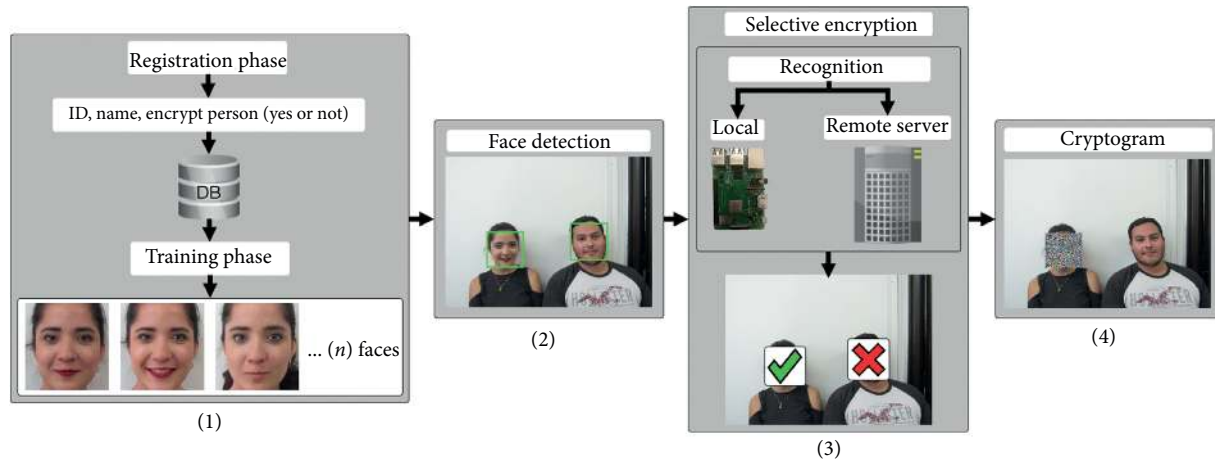 Registration phase
ID, name, encrypt person (yes or not)
DB
Training phase
... (n) faces
(1)
Face detection
(2)
Selective encryption
Recognition
Local
Remote server
(3)
Cryptogram
(4)